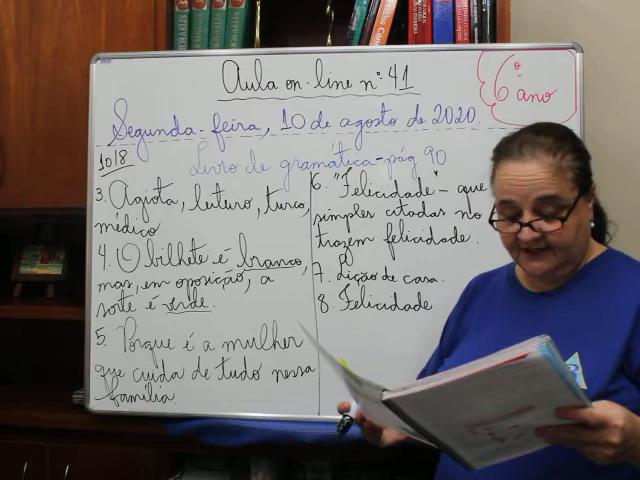 Aula on-line nº 41
6º ano
Segunda-feira, 10 de agosto de 2020.
1018
Livro de gramática - pág 90
3. Agiota, leiteiro, turco,
médico
4. O bilhete é branco,
mas, em oposição, a
sorte é verde.
5. Porque é a mulher
que cuida de tudo nessa
família.
6. "Felicidade" - que
simples citadas no
trazem felicidade.
7. Lição de casa.
8. Felicidade